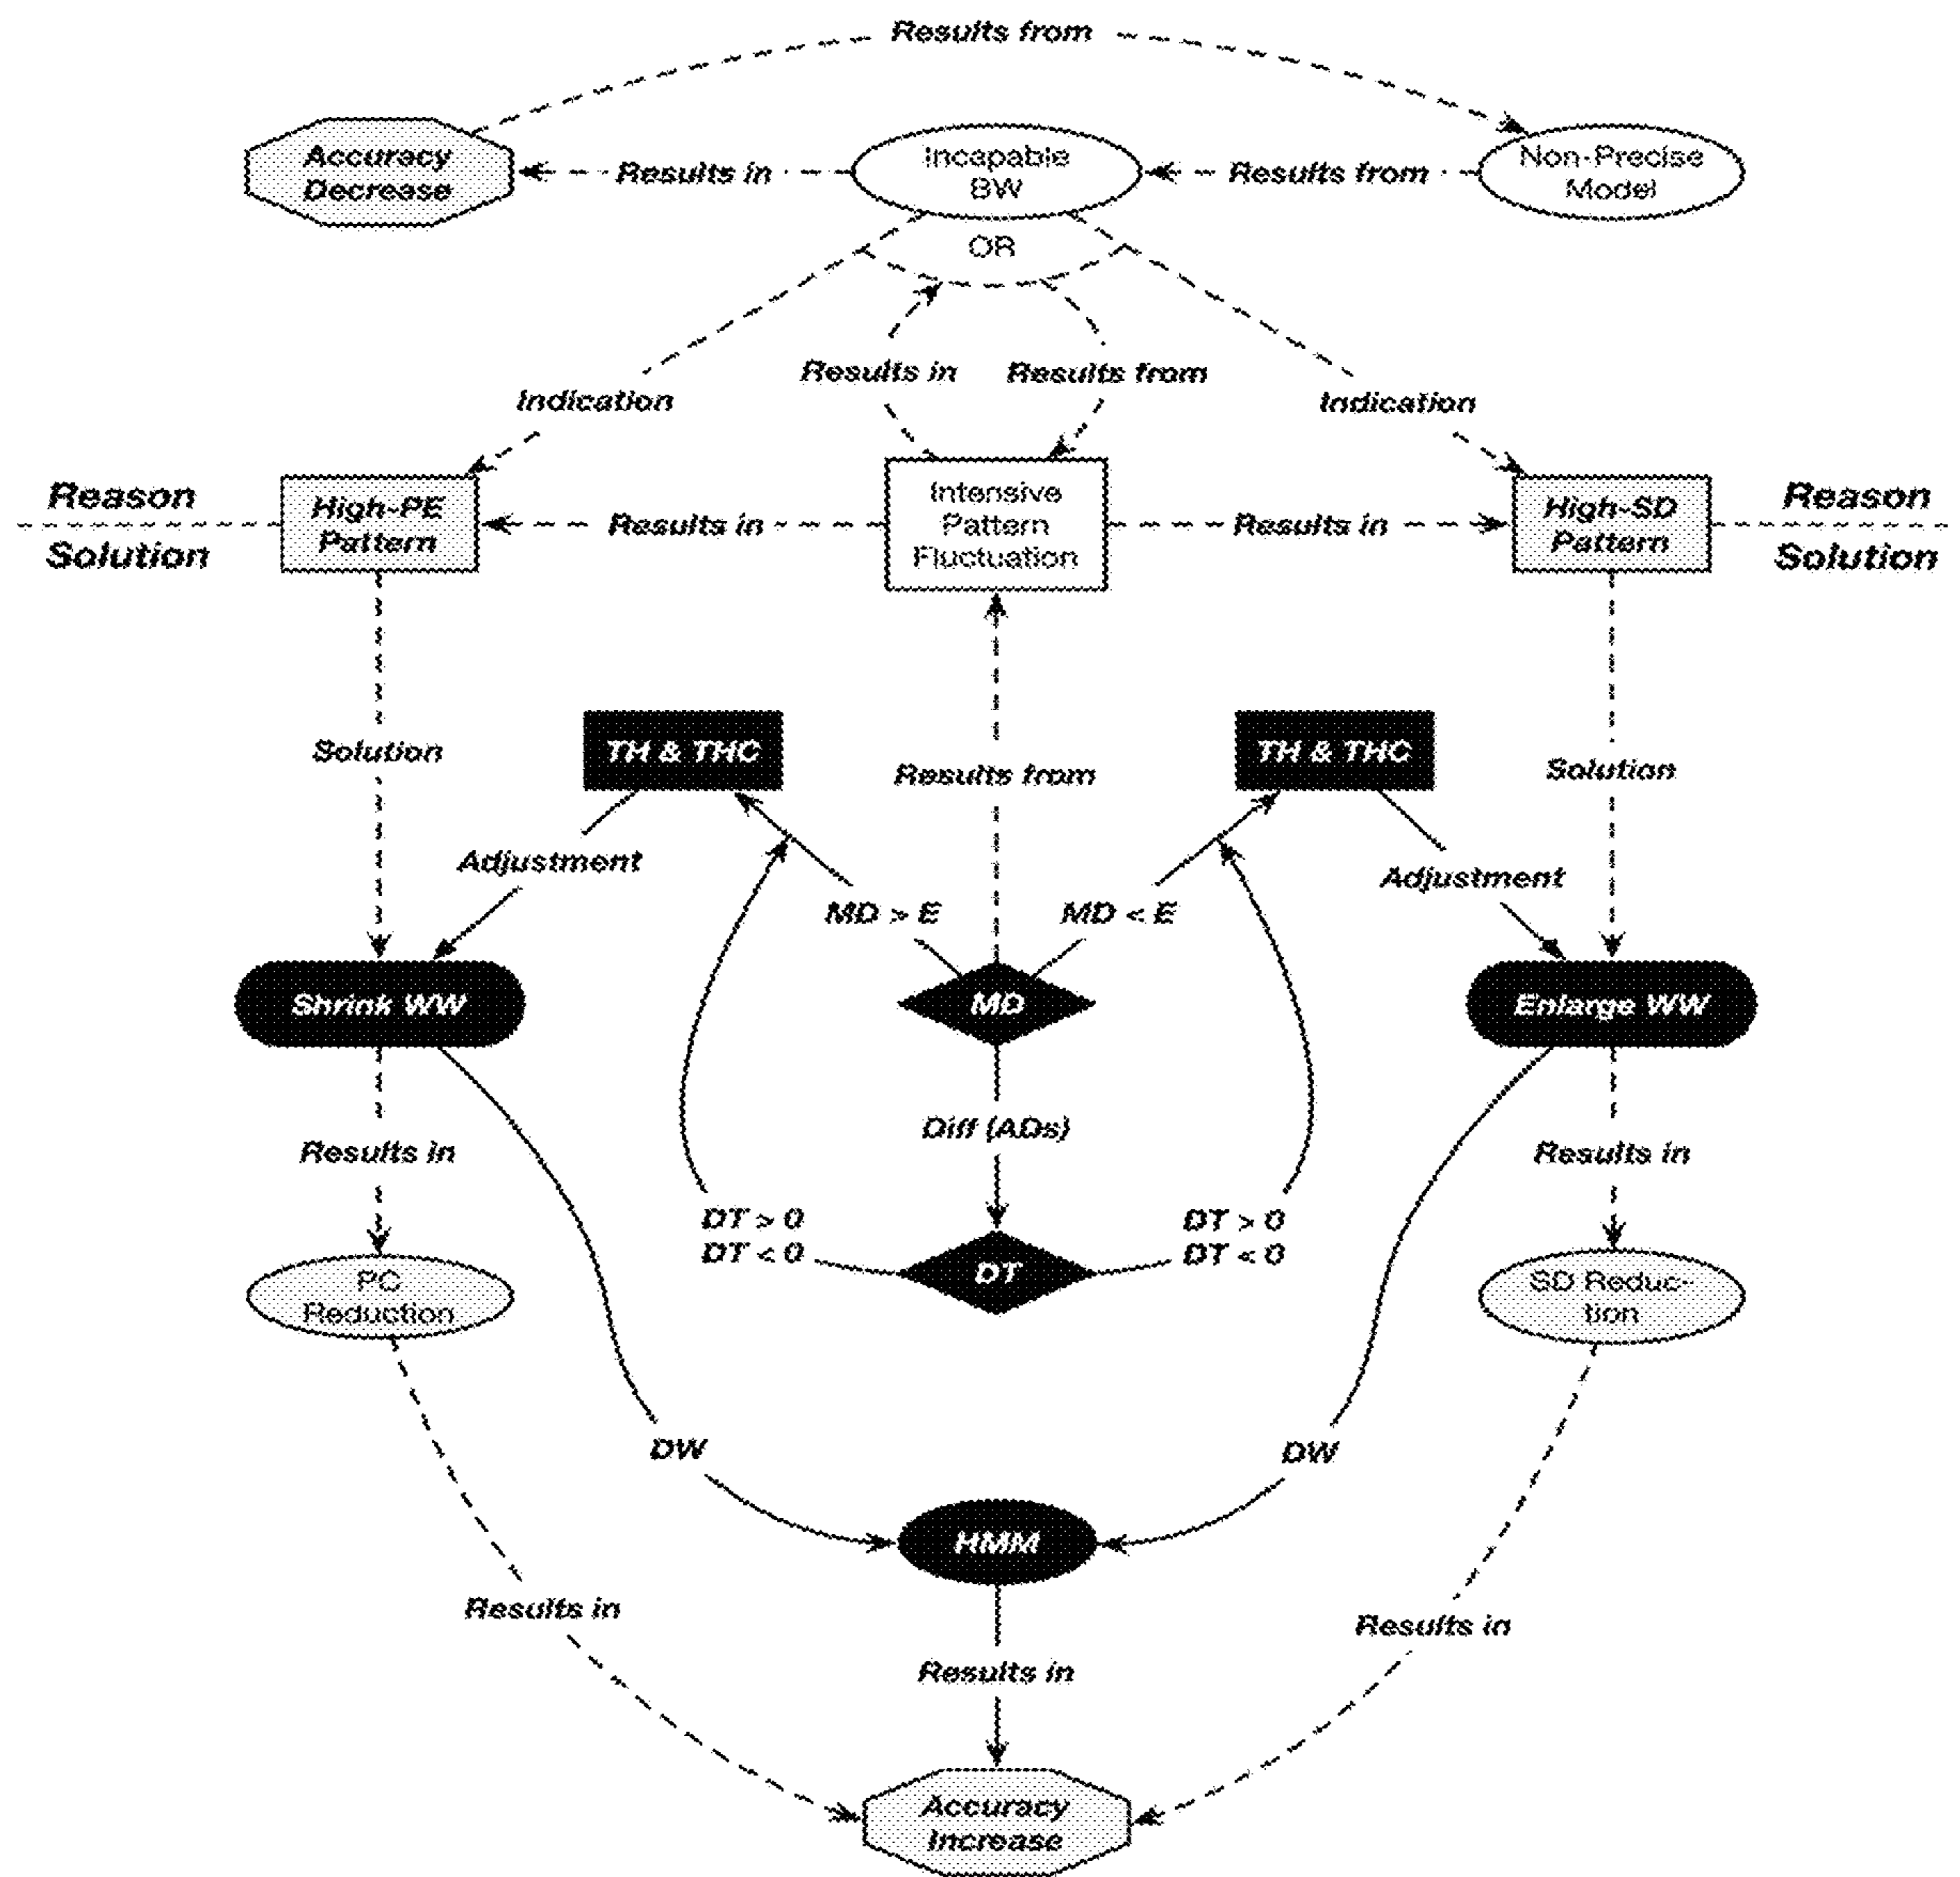 Results from
Accuracy
Decrease
Results in
Incapable
BW
Results from
Non-Precise
Model
OR
Results in
Results from
Indication
Indication
Reason
Solution
High-PE
Pattern
Results in
Intensive
Pattern
Fluctuation
Results in
High-SD
Pattern
Reason
Solution
Solution
TH & THC
Results from
TH & THC
Solution
Adjustment
Adjustment
MD > E
MD < E
Shrink WW
MD
Enlarge WW
Results in
Diff (ADs)
Results in
DT > 0
DT < 0
DT > 0
DT < 0
DT
PC
Reduction
SD Reduc-
tion
DW
DW
HMM
Results in
Results in
Results in
Accuracy
Increase